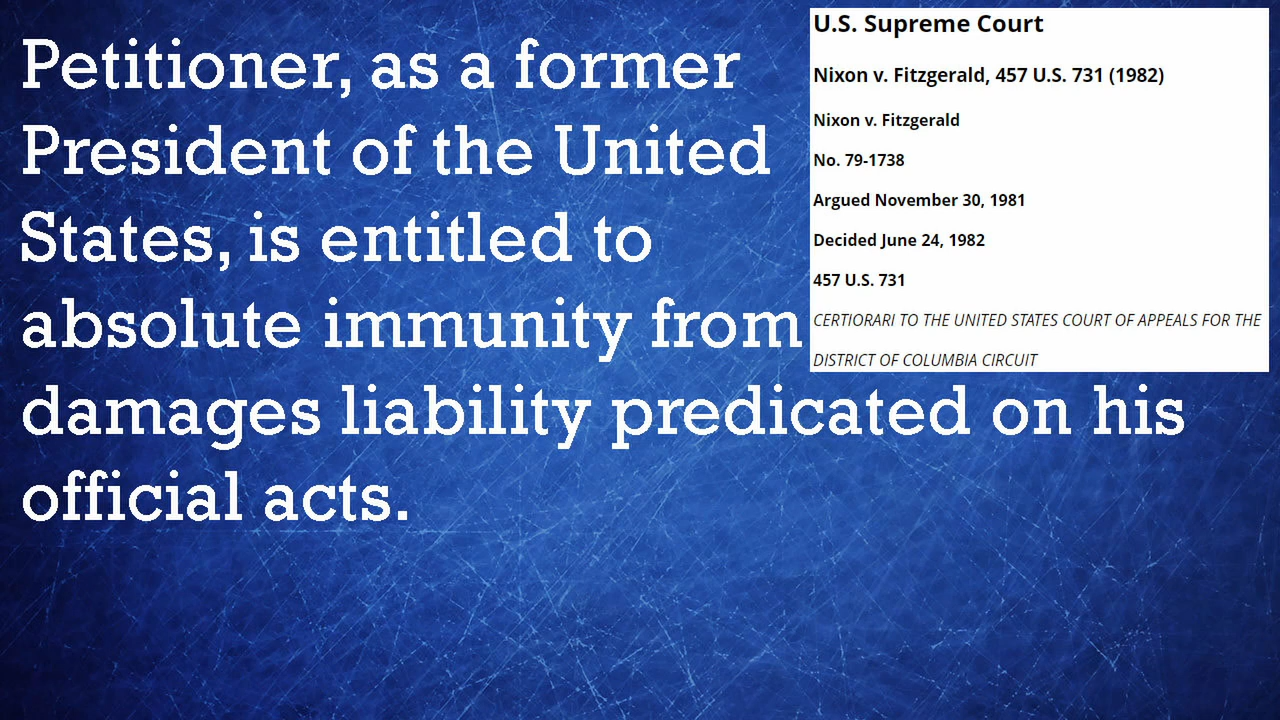 Petitioner, as a former
President of the United
States, is entitled to
absolute immunity from
damages liability predicated on his
official acts.
U.S. Supreme Court
Nixon v. Fitzgerald, 457 U.S. 731 (1982)
Nixon v. Fitzgerald
No. 79-1738
Argued November 30, 1981
Decided June 24, 1982
457 U.S. 731
CERTIORARI TO THE UNITED STATES COURT OF APPEALS FOR THE
DISTRICT OF COLUMBIA CIRCUIT